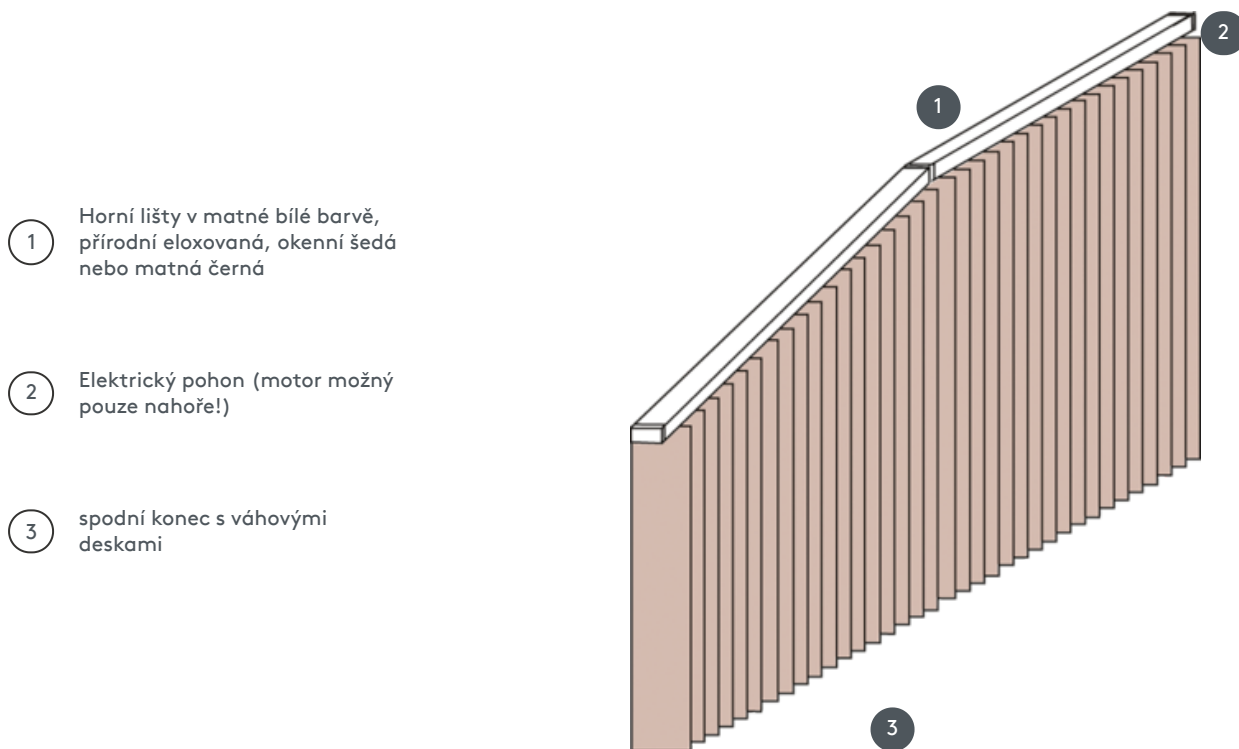 1
Horní lišty v matné bílé barvě,
přírodní eloxovaná, okenní šedá
nebo matná černá
2
Elektrický pohon (motor možný
pouze nahoře!)
3
spodní konec s váhovými
deskami
1
2
3